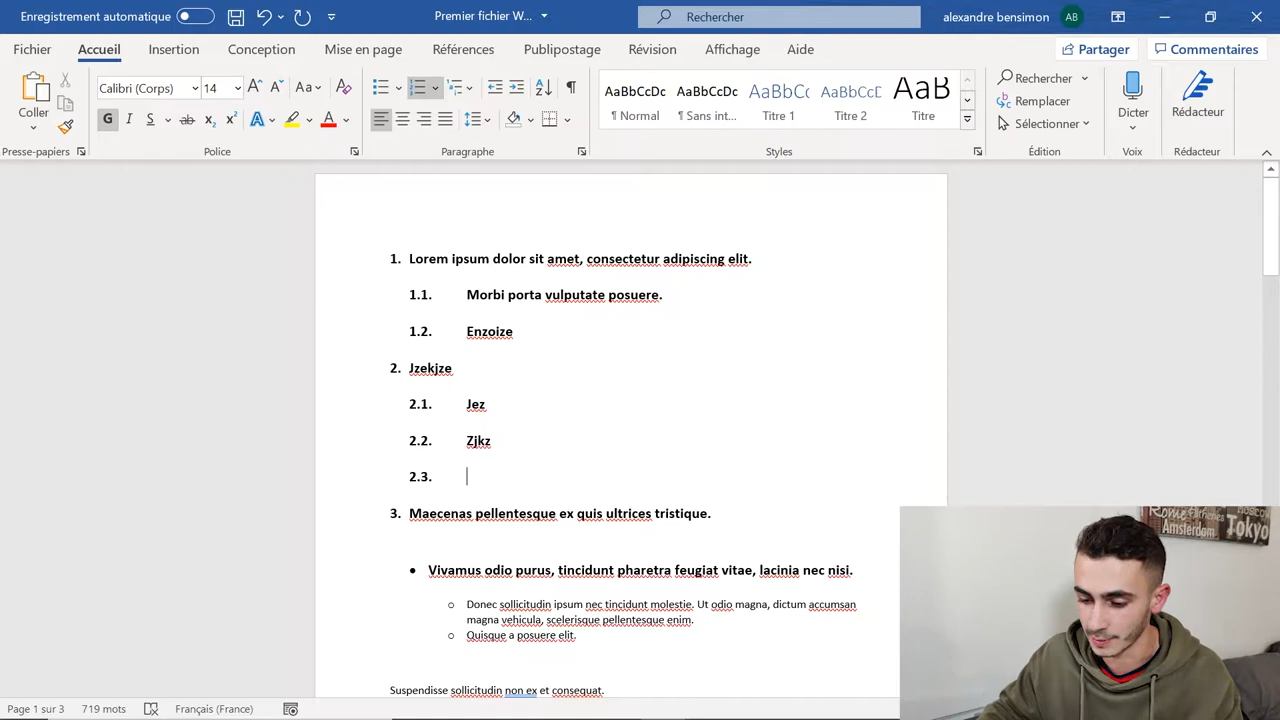 Enregistrement automatique
Premier fichier W...
Rechercher
alexandre bensimon
AB
Fichier
Accueil
Insertion
Conception
Mise en page
Références
Publipostage
Révision
Affichage
Aide
Partager
Commentaires
Coller
Calibri (Corps)
14
AaBbCcDc
AaBbCcDc
AaBbCc
AaBbCcD
AaB
¶ Normal
¶ Sans int...
Titre 1
Titre 2
Titre
Rechercher
Remplacer
Sélectionner
Dicter
Rédacteur
Presse-papiers
Police
Paragraphe
Styles
Édition
Voix
Rédacteur
1. Lorem ipsum dolor sit amet, consectetur adipiscing elit.
1.1. Morbi porta vulputate posuere.
1.2. Enzoize
2. Jzekjze
2.1. Jez
2.2. Zjkz
2.3.
3. Maecenas pellentesque ex quis ultrices tristique.
• Vivamus odio purus, tincidunt pharetra feugiat vitae, lacinia nec nisi.
o Donec sollicitudin ipsum nec tincidunt molestie. Ut odio magna, dictum accumsan
magna vehicula, scelerisque pellentesque enim.
o Quisque a posuere elit.
Suspendisse sollicitudin non ex et consequat.
Rome
Amsterdam
Tokyo
Page 1 sur 3
719 mots
Français (France)